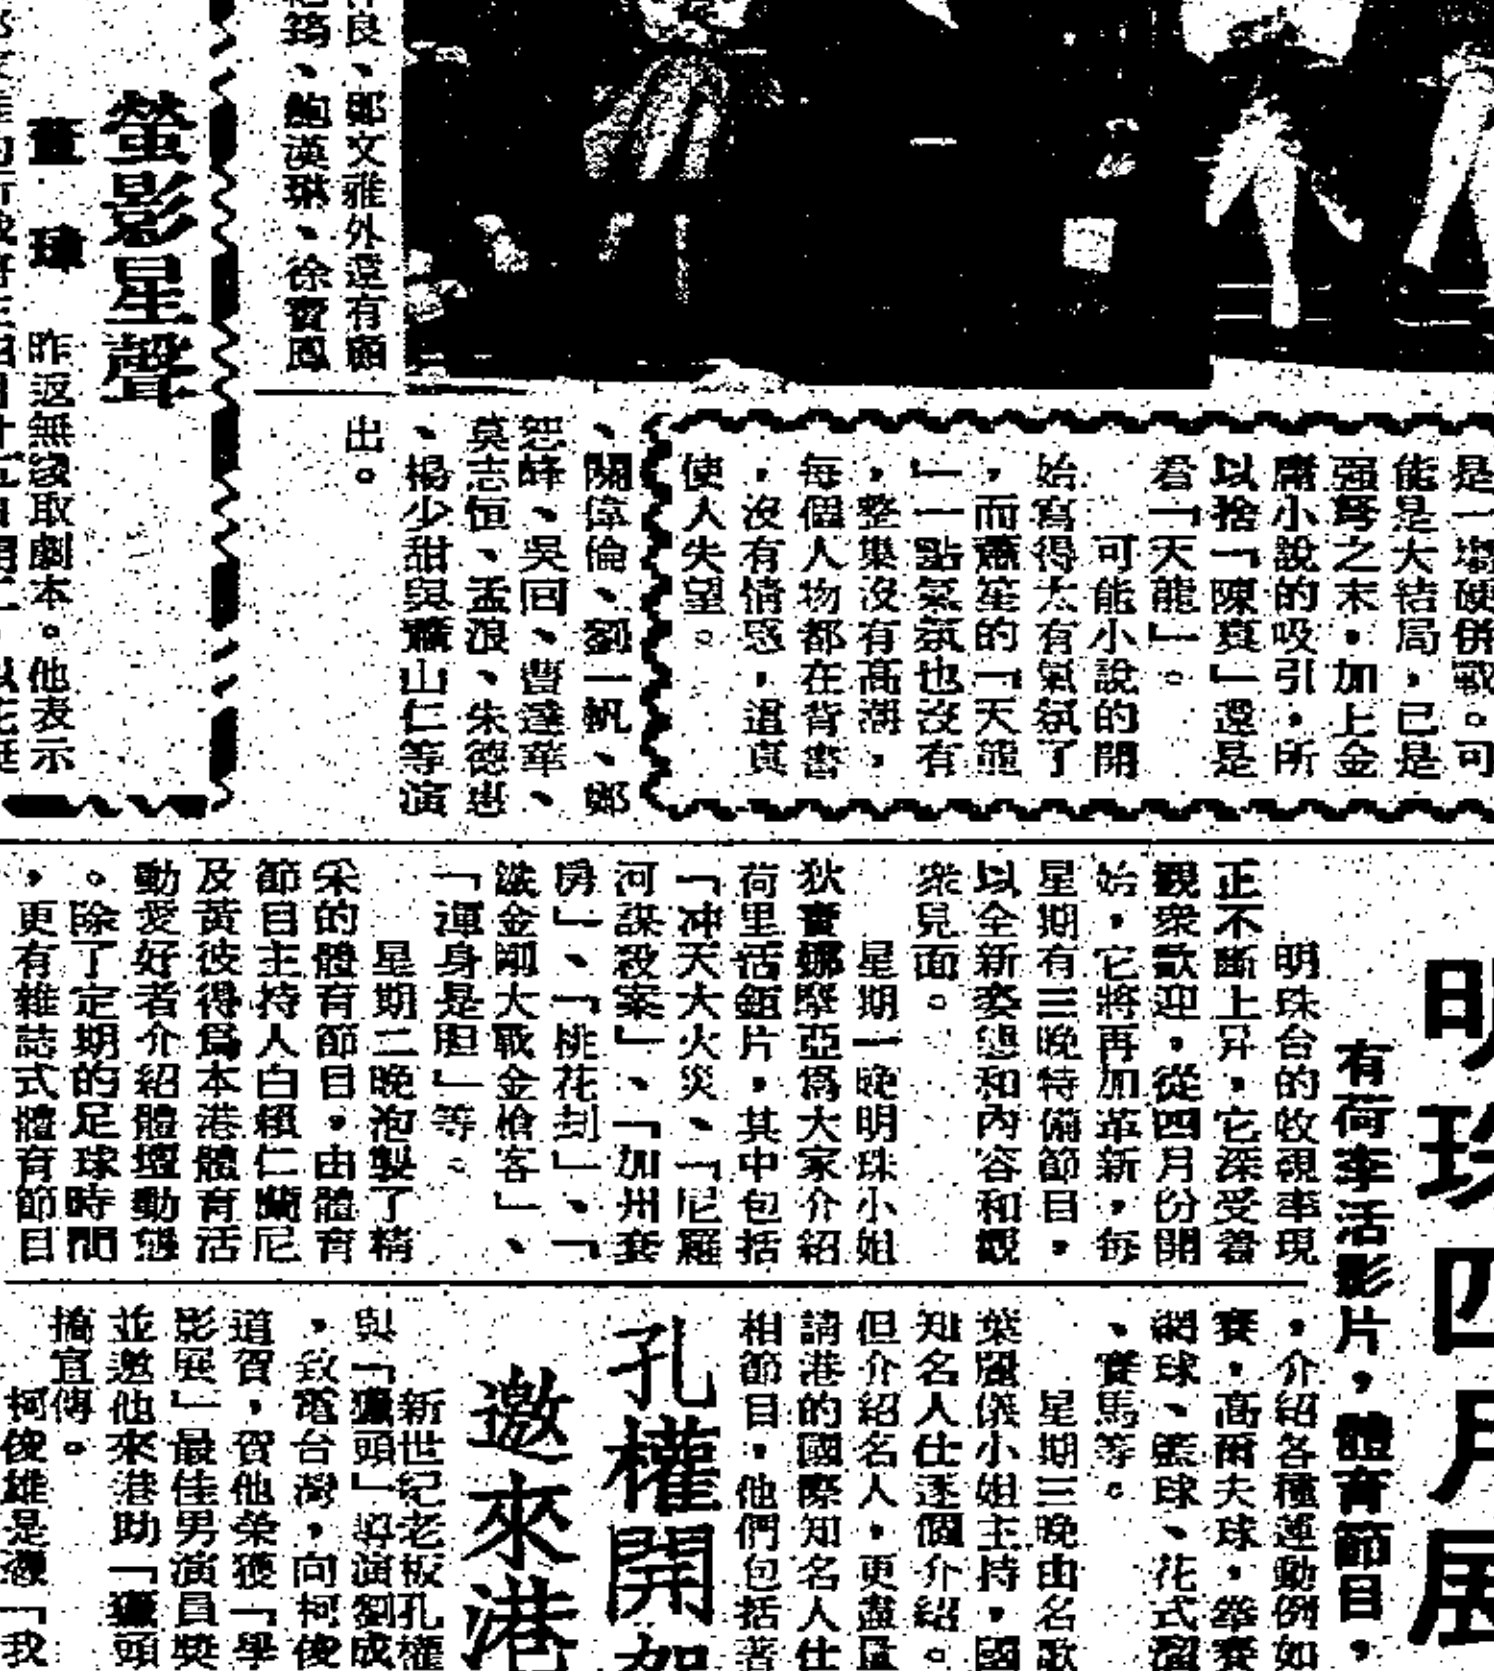 是一場硬併戰。可
能是大結局，已是
强弩之末，加上金
庸小說的吸引，所
以捨「陳真」還是
看「天龍」。
可能小說的開
始寫得太有氣氛了
，而蕭笙的「天龍
」一點氣氛也沒有
，整集沒有高潮，
每個人物都在背書
，沒有情感，這真
使人失望。
良、鄭文雅外還有顧
筠、鮑漢琳、徐寶鳳
、關偉倫、劉一帆、鄭
恕峰、吳回、曹達華、
莫志恒、孟浪、朱德崽
、楊少甜與蕭山仁等演
出。
螢影星聲
董瑋 昨返無綫取劇本。他表示
明珠四月展
有荷李活影片，體育節目，
明珠台的收視率現
正不斷上昇，它深受着
觀衆歡迎，從四月份開
始，它將再加革新，每
星期有三晚特備節目，
以全新姿態和內容和觀
衆見面。
星期一晚明珠小姐
狄寶娜摩亞爲大家介紹
荷里活鉅片，其中包括
「冲天大火災、「尼羅
河謀殺案」、「加州套
房」、「桃花刦」、「
鐵金剛大戰金槍客」、
「渾身是胆」等。
星期二晚泡製了精
采的體育節目，由體育
節目主持人白賴仁蘭尼
及黃彼得爲本港體育活
動愛好者介紹體壇動態
。除了定期的足球時間
，更有雜誌式體育節目
，介紹各種運動例如
賽，高爾夫球，拳賽
網球、籃球、花式溜
、賽馬等。
星期三晚由名歌
葉麗儀小姐主持，國
知名人仕逐個介紹。
但介紹名人，更盡量
請港的國際知名人仕
相節目，他們包括著
孔權開
邀來港
新世纪老板孔權
與「獵頭」導演劉成
，致電台灣，向柯俊
道賀，賀他榮獲「學
影展」最佳男演員獎
並邀他來港助「獵頭
搞宣傳。
柯俊雄是憑「我